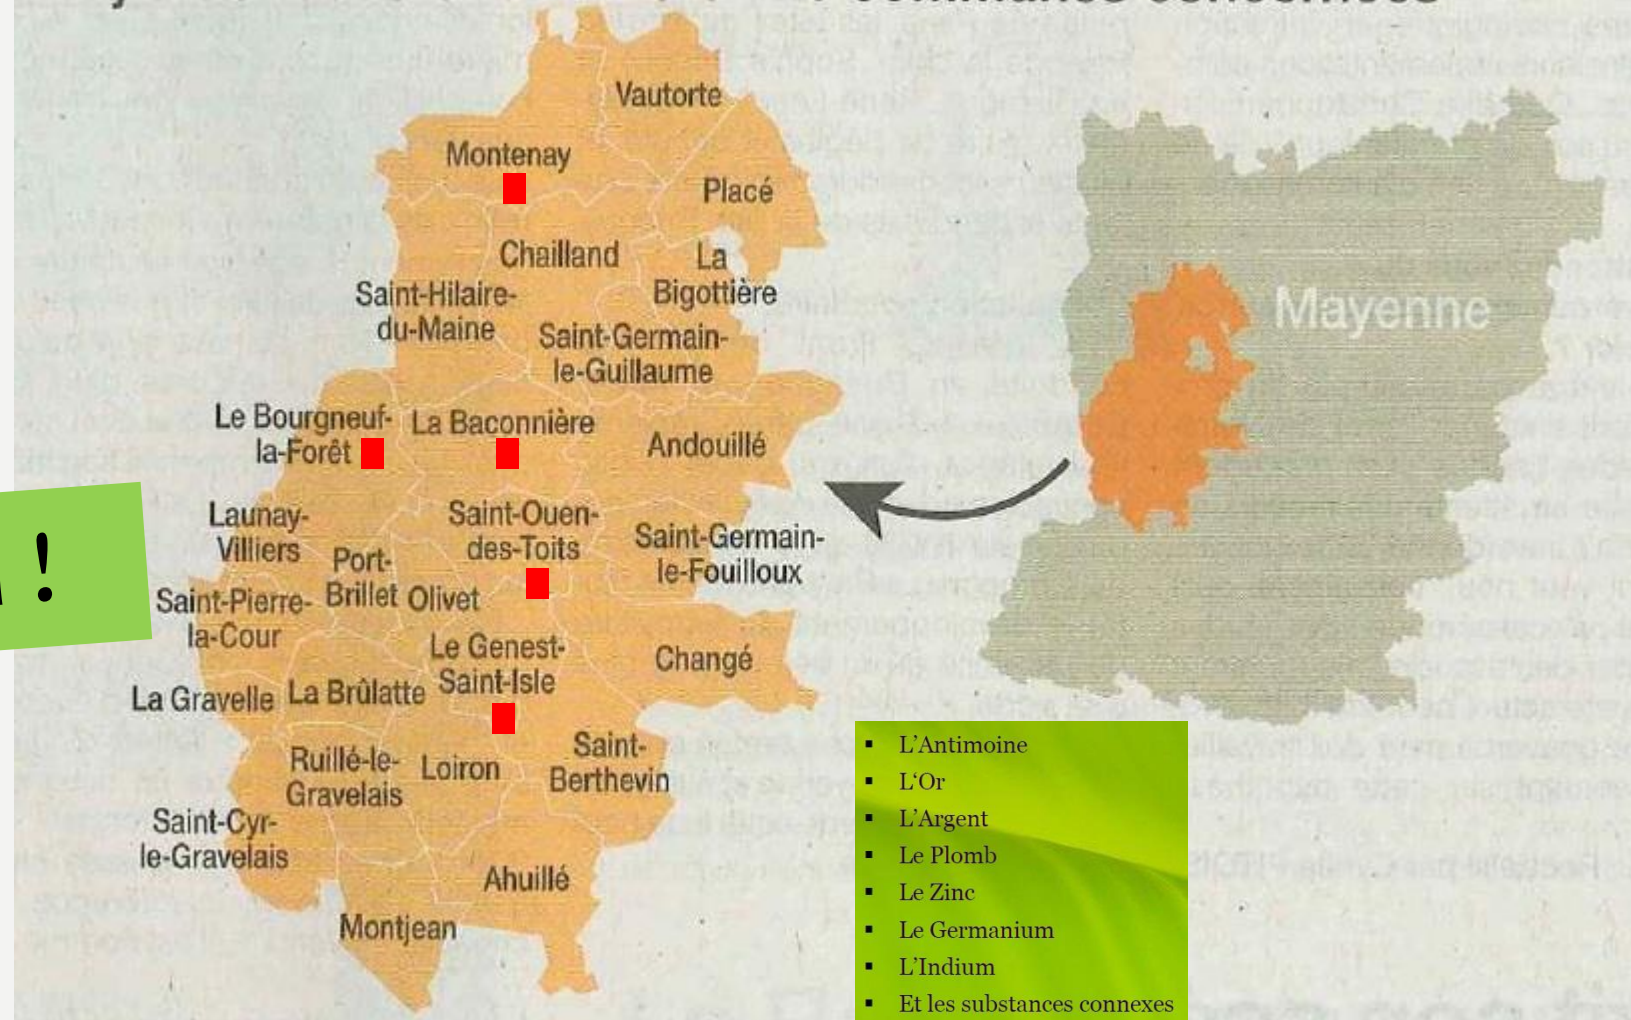 communes concernées
Vautorte
Montenay
Placé
Chailland
La
Bigottière
Saint-Hilaire-
du-Maine
Saint-Germain-
le-Guillaume
Mayenne
Le Bourgneuf-
la-Forêt
La Baconnière
Andouillé
Launay-
Villiers
Saint-Ouen-
des-Toits
Saint-Germain-
le-Fouilloux
Port-
Brillet
Olivet
!
Saint-Pierre-
la-Cour
Le Genest-
Saint-Isle
Changé
La Gravelle
La Brûlatte
Ruillé-le-
Gravelais
Loiron
Saint-
Berthevin
Saint-Cyr-
le-Gravelais
Ahuillé
Montjean
▪ L'Antimoine
▪ L'Or
▪ L'Argent
▪ Le Plomb
▪ Le Zinc
▪ Le Germanium
▪ L'Indium
▪ Et les substances connexes